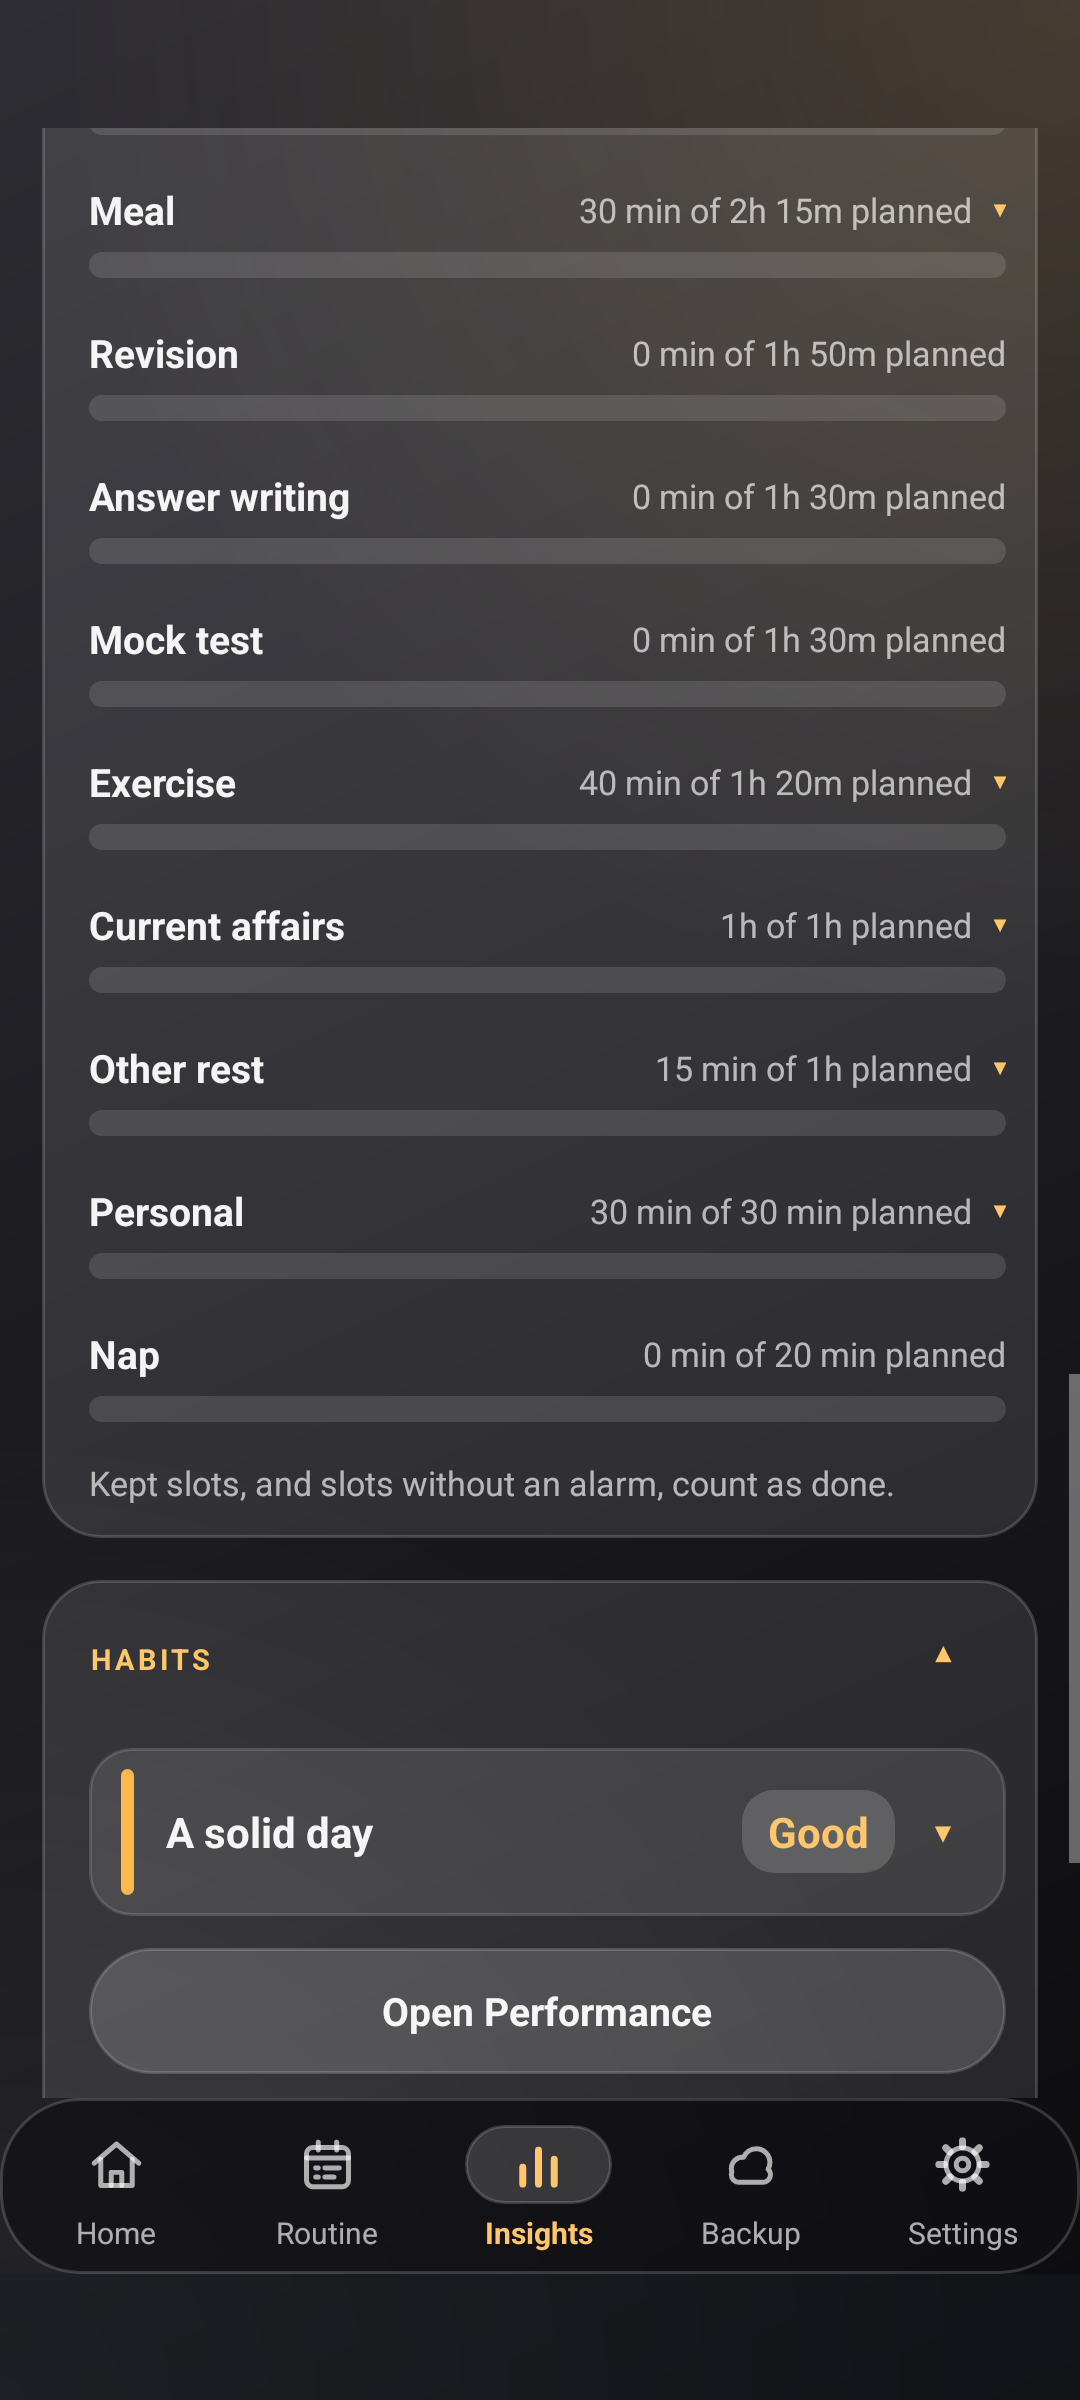 Meal
30 min of 2h 15m planned
Revision
0 min of 1h 50m planned
Answer writing
0 min of 1h 30m planned
Mock test
0 min of 1h 30m planned
Exercise
40 min of 1h 20m planned
Current affairs
1h of 1h planned
Other rest
15 min of 1h planned
Personal
30 min of 30 min planned
Nap
0 min of 20 min planned
Kept slots, and slots without an alarm, count as done.
HABITS
A solid day
Good
Open Performance
Home
Routine
Insights
Backup
Settings